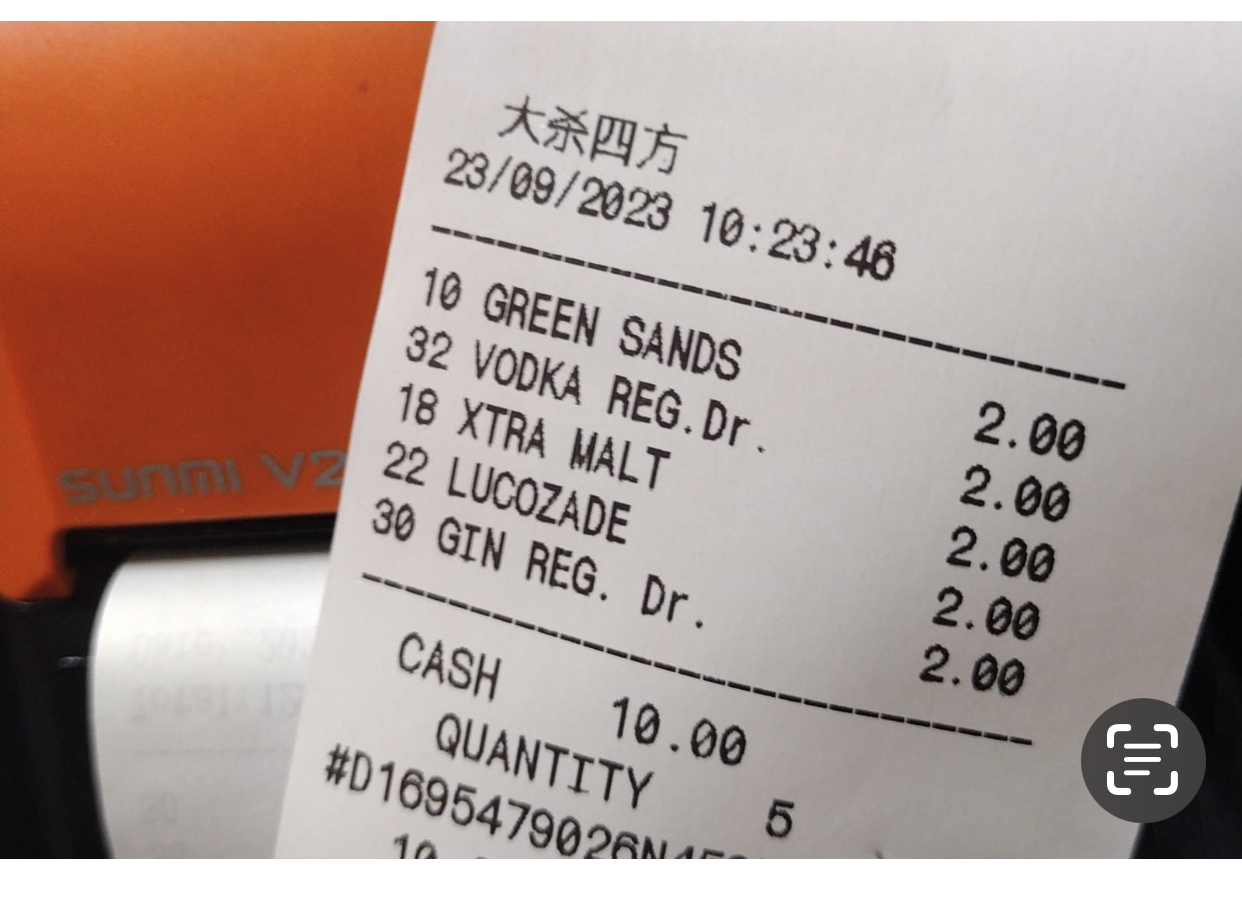 大杀四方
23/09/2023 10:23:46
--------------------------------
10 GREEN SANDS 2.00
32 VODKA REG.Dr. 2.00
18 XTRA MALT 2.00
22 LUCOZADE 2.00
30 GIN REG. Dr. 2.00
--------------------------------
CASH 10.00
QUANTITY 5
#D1695479026N45
10
SUNMI V2